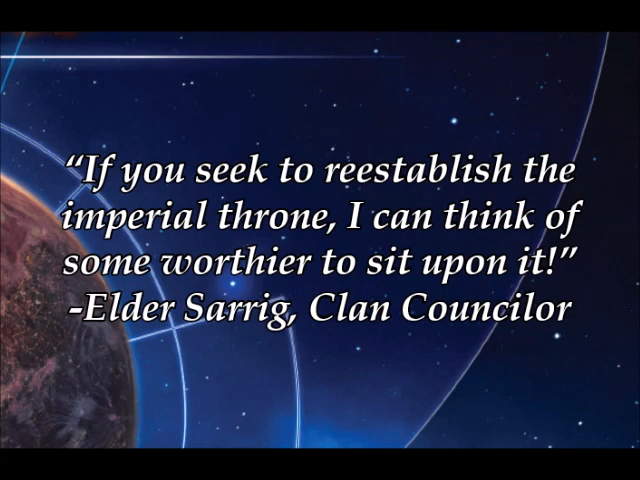 “If you seek to reestablish the
imperial throne, I can think of
some worthier to sit upon it!”
-Elder Sarrig, Clan Councilor